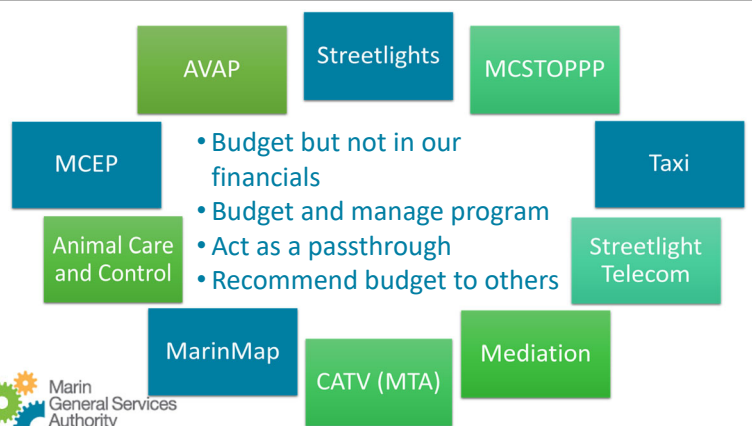 Streetlights
AVAP
MCSTOPPP
MCEP
Taxi
• Budget but not in our
financials
• Budget and manage program
• Act as a passthrough
• Recommend budget to others
Animal Care
and Control
Streetlight
Telecom
MarinMap
Mediation
CATV (MTA)
Marin
General Services
Authority